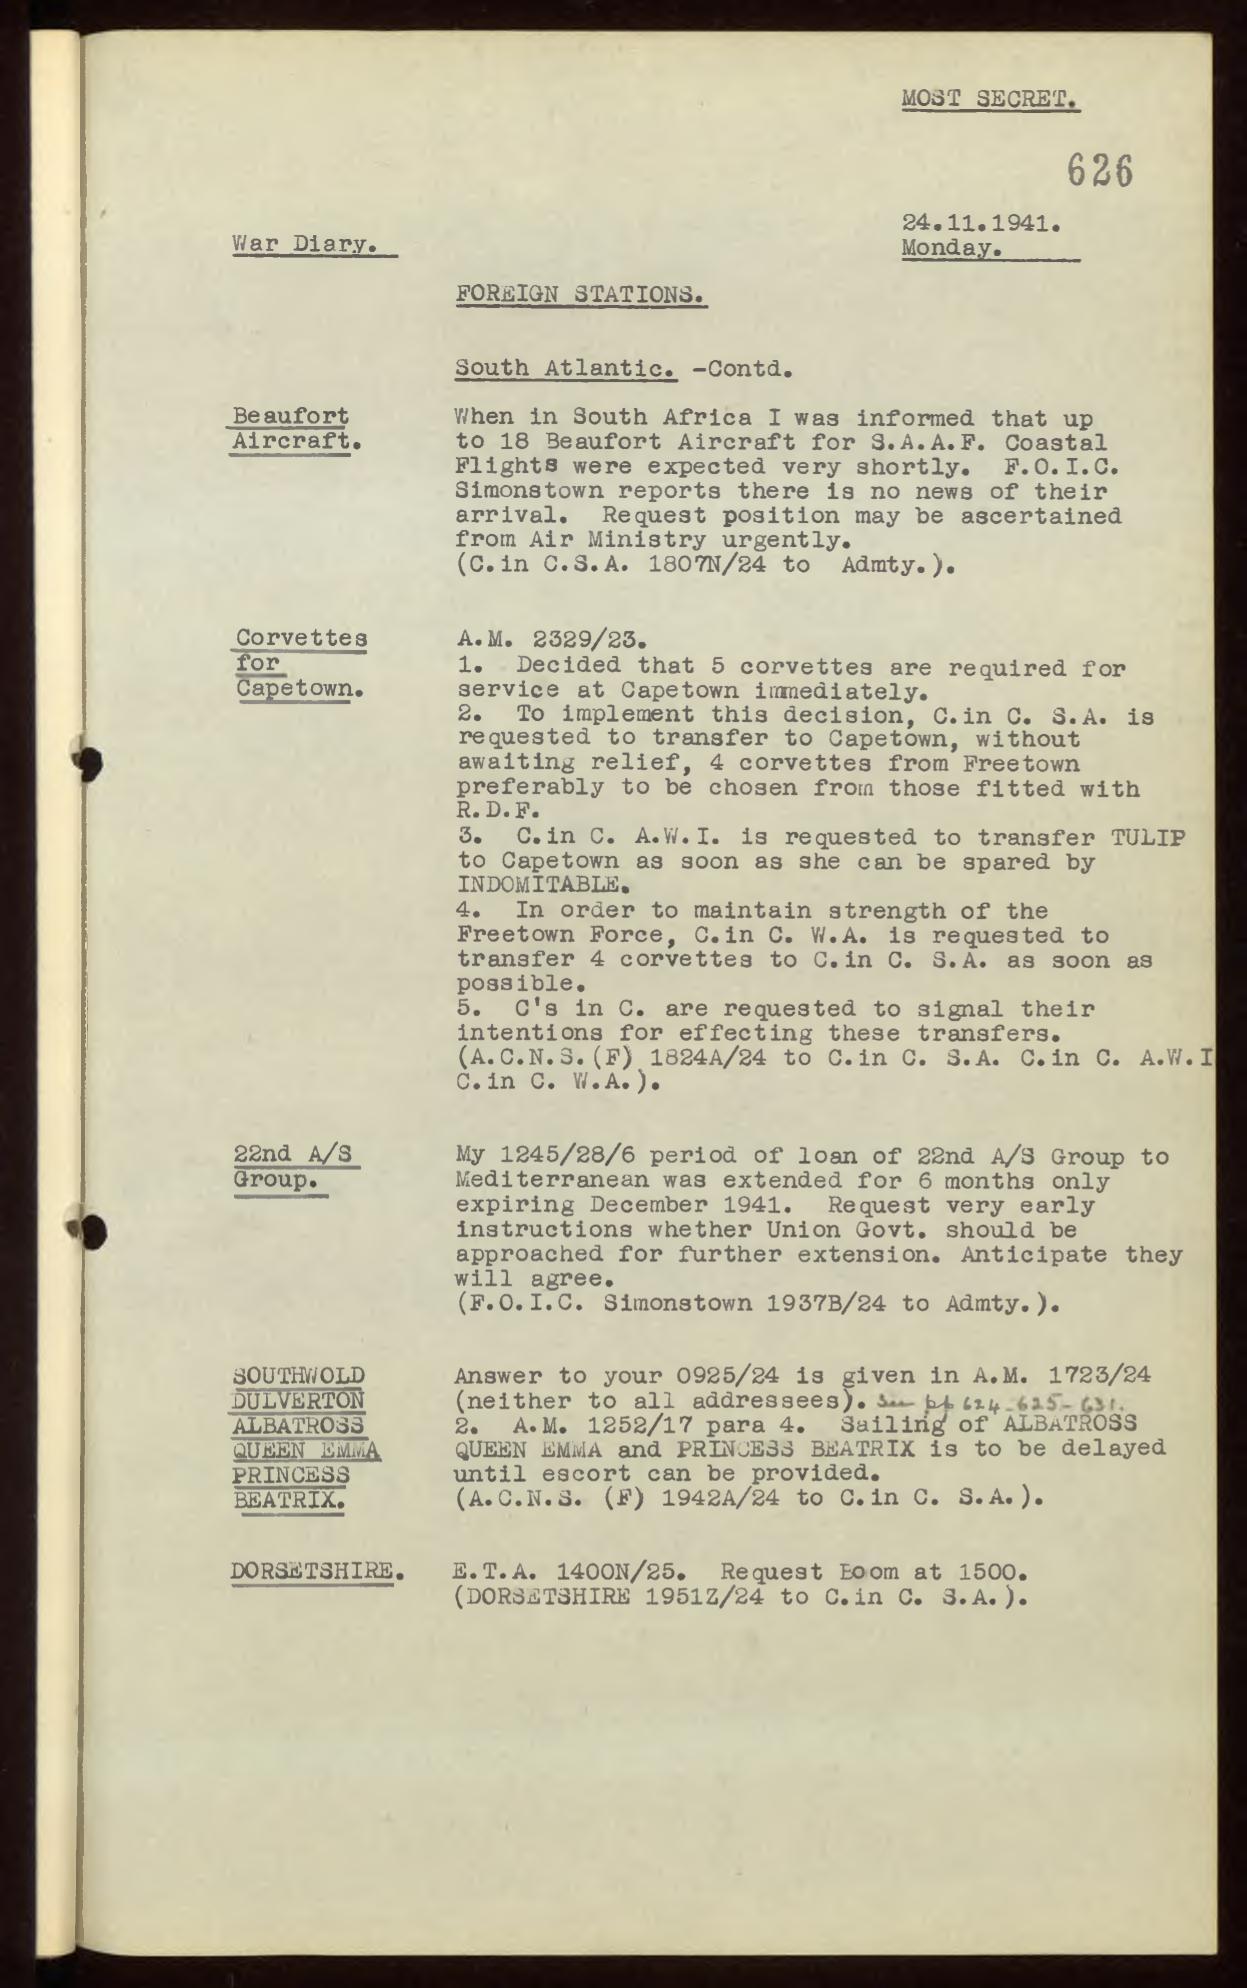 MOST SECRET.
626
24.11.1941.
War Diary.
Monday.
FOREIGN STATIONS.
South Atlantic. -Contd.
Beaufort
Aircraft.
When in South Africa I was informed that up
to 18 Beaufort Aircraft for S.A.A.F. Coastal
Flights were expected very shortly. F.O.I.C.
Simonstown reports there is no news of their
arrival. Request position may be ascertained
from Air Ministry urgently.
(C.in C.S.A. 1807N/24 to Admty.).
Corvettes
for
Capetown.
A.M. 2329/23.
1. Decided that 5 corvettes are required for
service at Capetown immediately.
2. To implement this decision, C.in C. S.A. is
requested to transfer to Capetown, without
awaiting relief, 4 corvettes from Freetown
preferably to be chosen from those fitted with
R.D.F.
3. C.in C. A.W.I. is requested to transfer TULIP
to Capetown as soon as she can be spared by
INDOMITABLE.
4. In order to maintain strength of the
Freetown Force, C.in C. W.A. is requested to
transfer 4 corvettes to C.in C. S.A. as soon as
possible.
5. C's in C. are requested to signal their
intentions for effecting these transfers.
(A.C.N.S.(F) 1824A/24 to C.in C. S.A. C.in C. A.W.I
C.in C. W.A.).
22nd A/S
Group.
My 1245/28/6 period of loan of 22nd A/S Group to
Mediterranean was extended for 6 months only
expiring December 1941. Request very early
instructions whether Union Govt. should be
approached for further extension. Anticipate they
will agree.
(F.O.I.C. Simonstown 1937B/24 to Admty.).
SOUTHWOLD
DULVERTON
ALBATROSS
QUEEN EMMA
PRINCESS
BEATRIX.
Answer to your 0925/24 is given in A.M. 1723/24
(neither to all addressees). See pp 624-625-631.
2. A.M. 1252/17 para 4. Sailing of ALBATROSS
QUEEN EMMA and PRINCESS BEATRIX is to be delayed
until escort can be provided.
(A.C.N.S. (F) 1942A/24 to C.in C. S.A.).
DORSETSHIRE.
E.T.A. 1400N/25. Request Boom at 1500.
(DORSETSHIRE 1951Z/24 to C.in C. S.A.).